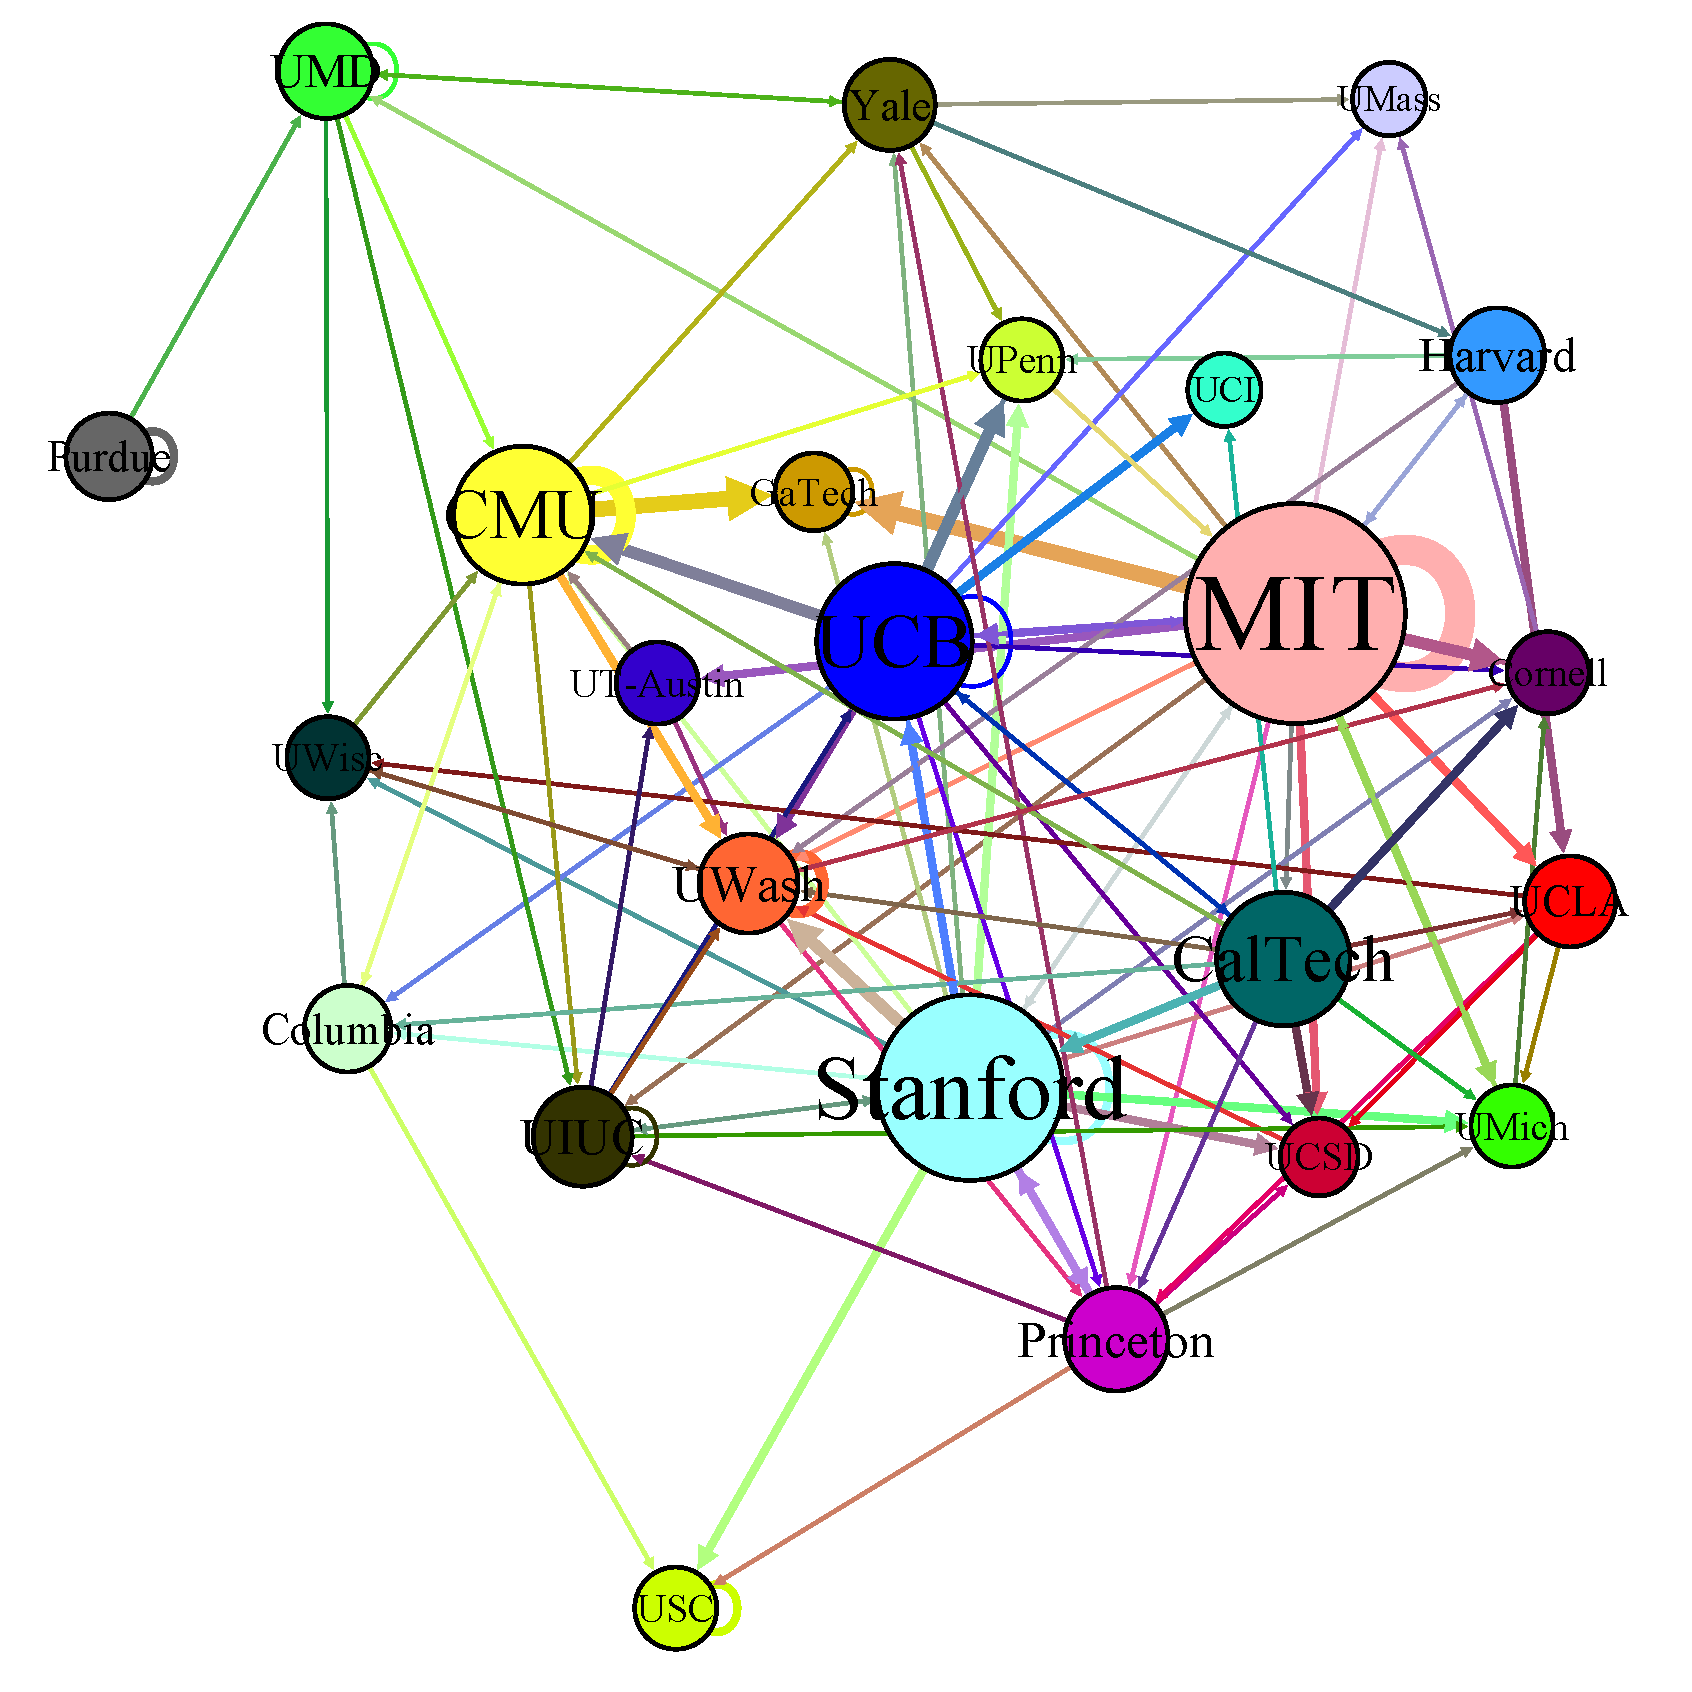 UMD
Yale
UMass
UPenn
Harvard
UCI
Purdue
CMU
GaTech
MIT
UCB
UT-Austin
Cornell
UWisc
UWash
UCLA
CalTech
Columbia
Stanford
UIUC
UMich
UCSD
Princeton
USC